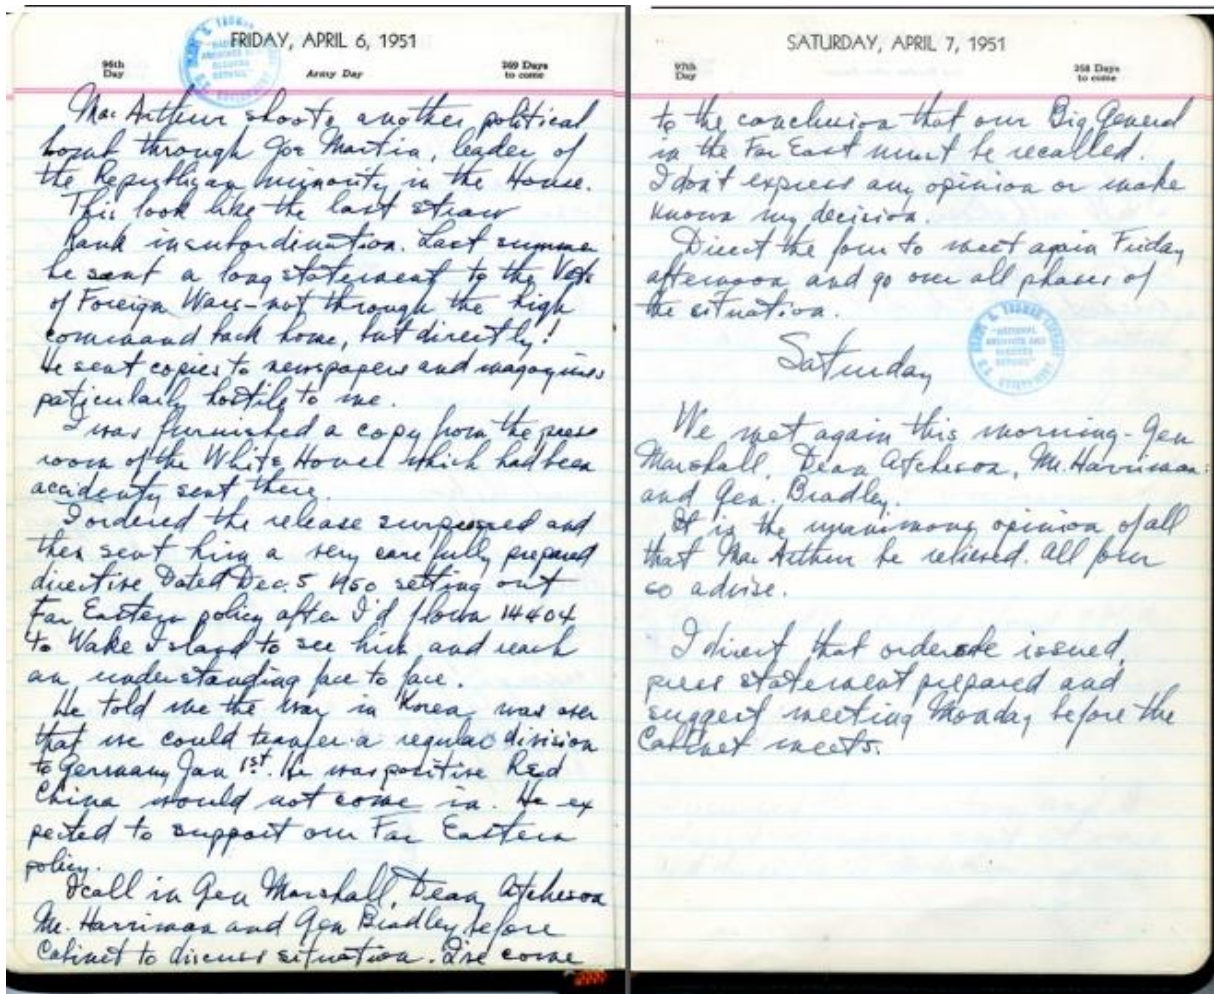 FRIDAY, APRIL 6, 1951
96th Day
Army Day
269 Days to come
MacArthur shoots another political
bomb through Joe Martin, leader of
the Republican minority in the House.
This look like the last straw
Rank insubordination. Last summer
he sent a long statement to the Vets
of Foreign Wars - not through the high
command back home, but directly!
He sent copies to newspapers and magazines
paticulaily hostile to me.
I was furnished a copy from the press
room of the White House which had been
accidenty sent there.
I ordered the release surpressed and
then sent him a very carefully prepared
directive Dated Dec. 5 1950 setting out
Far Eastern policy after I'd flown 14404
to Wake Island to see him and reach
an understanding face to face.
He told me the war in Korea was over
that we could transfer a regular division
to Germany Jan 1st. He was positive Red
China would not come in. He ex
pected to support our Far Eastern
policy.
I call in Gen Marshall, Dean Atcheson
Mr. Harriman and Gen Bradley before
Cabinet to discuss situation. I've come
SATURDAY, APRIL 7, 1951
97th Day
268 Days to come
to the conclusion that our Big General
in the Far East must be recalled.
I don't express any opinion or make
known my decision.
Direct the four to meet again Friday
afternoon and go over all phases of
the situation.
Saturday
We met again this morning - Gen
Marshall, Dean Atcheson, Mr. Harriman
and Gen. Bradley.
It is the unanimous opinion of all
that MacArthur be relieved. All four
so advise.
I direct that orders be issued,
press statement prepared and
suggest meeting Monday before the
Cabinet meets.